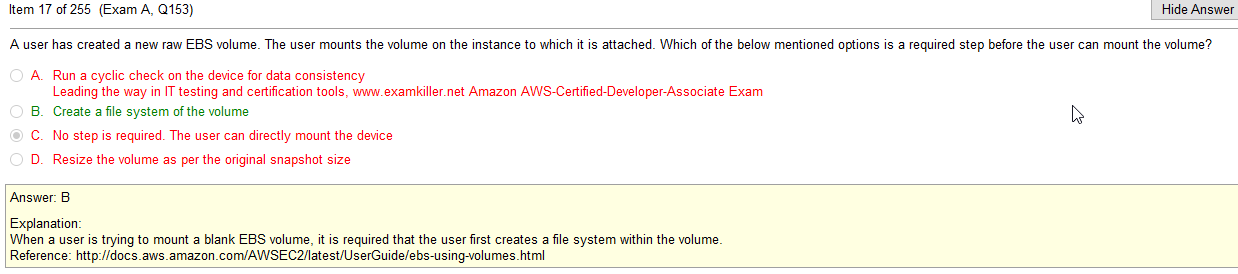 Item 17 of 255 (Exam A, Q153)
Hide Answer
A user has created a new raw EBS volume. The user mounts the volume on the instance to which it is attached. Which of the below mentioned options is a required step before the user can mount the volume?
A. Run a cyclic check on the device for data consistency
Leading the way in IT testing and certification tools, www.examkiller.net Amazon AWS-Certified-Developer-Associate Exam
B. Create a file system of the volume
C. No step is required. The user can directly mount the device
D. Resize the volume as per the original snapshot size
Answer: B
Explanation:
When a user is trying to mount a blank EBS volume, it is required that the user first creates a file system within the volume.
Reference: http://docs.aws.amazon.com/AWSEC2/latest/UserGuide/ebs-using-volumes.html